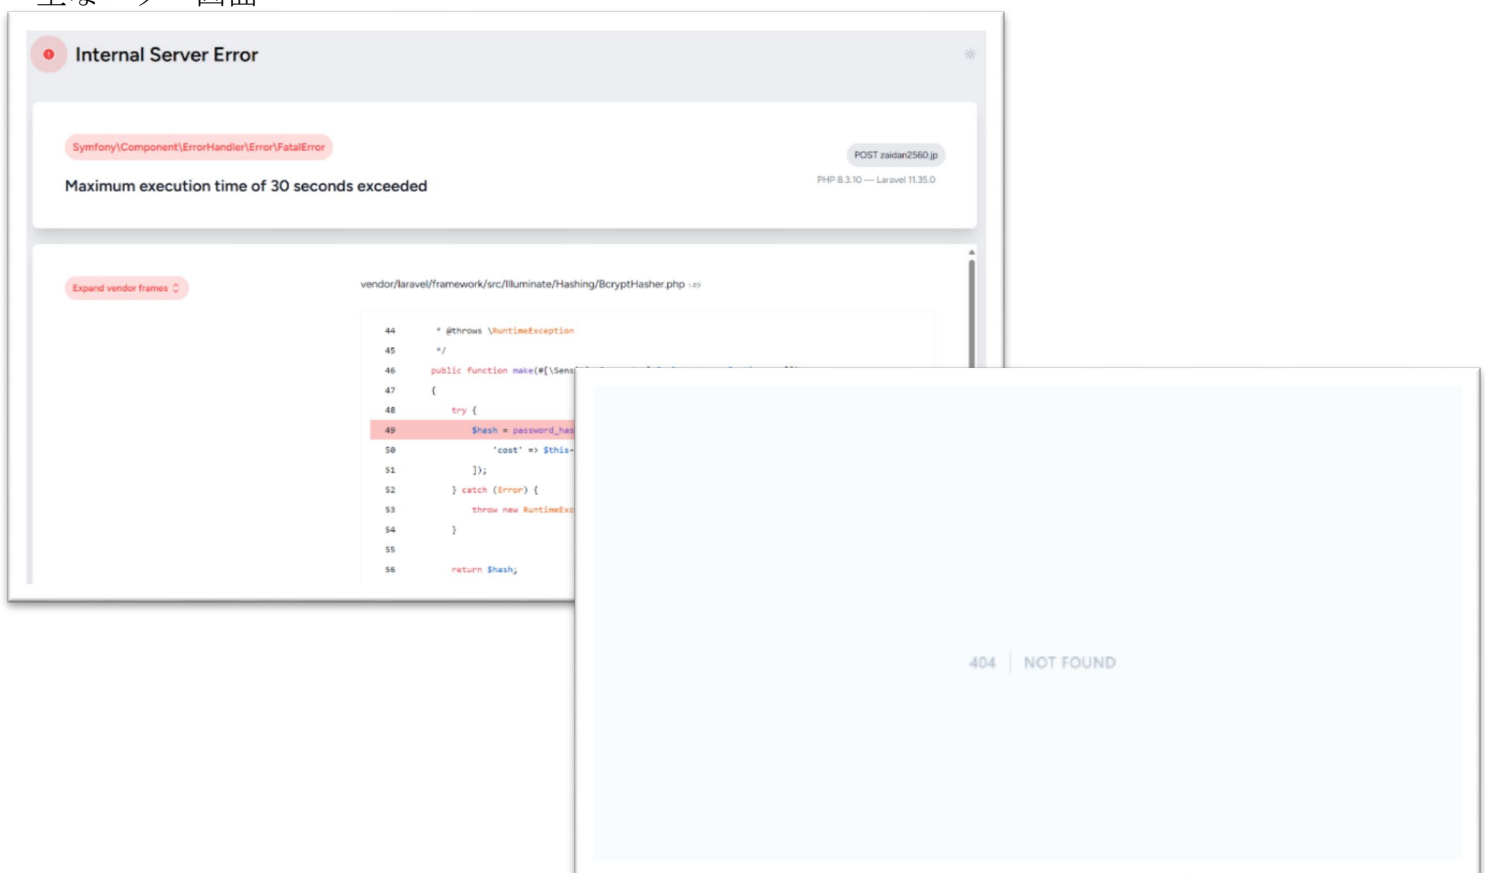 Internal Server Error
Symfony\Component\ErrorHandler\Error\FatalError
POST zaidan2560.jp
Maximum execution time of 30 seconds exceeded
PHP 8.3.10 — Laravel 11.35.0
Expand vendor frames
vendor/laravel/framework/src/Illuminate/Hashing/BcryptHasher.php :49
44 * @throws \RuntimeException
45 */
46 public function make(#[\Sens
47 {
48 try {
49 $hash = password_has
50 'cost' => $this-
51 ]);
52 } catch (Error) {
53 throw new RuntimeExc
54 }
55
56 return $hash;
404 NOT FOUND